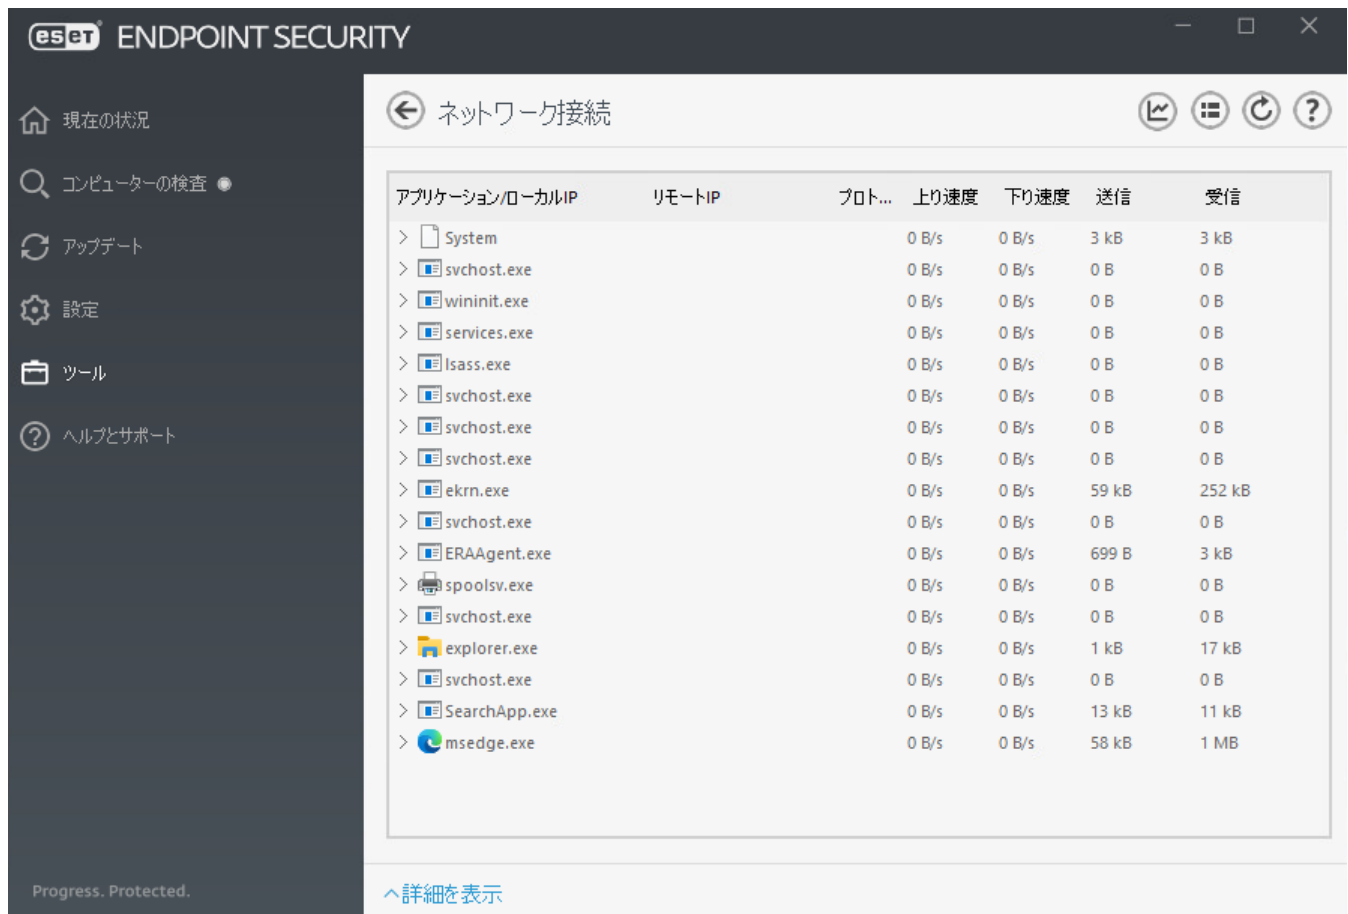 eset ENDPOINT SECURITY
現在の状況
コンピューターの検査
アップデート
設定
ツール
ヘルプとサポート
Progress. Protected.
ネットワーク接続
アプリケーション/ローカルIP リモートIP プロト... 上り速度 下り速度 送信 受信
System 0 B/s 0 B/s 3 kB 3 kB
svchost.exe 0 B/s 0 B/s 0 B 0 B
wininit.exe 0 B/s 0 B/s 0 B 0 B
services.exe 0 B/s 0 B/s 0 B 0 B
lsass.exe 0 B/s 0 B/s 0 B 0 B
svchost.exe 0 B/s 0 B/s 0 B 0 B
svchost.exe 0 B/s 0 B/s 0 B 0 B
svchost.exe 0 B/s 0 B/s 0 B 0 B
ekrn.exe 0 B/s 0 B/s 59 kB 252 kB
svchost.exe 0 B/s 0 B/s 0 B 0 B
ERAAgent.exe 0 B/s 0 B/s 699 B 3 kB
spoolsv.exe 0 B/s 0 B/s 0 B 0 B
svchost.exe 0 B/s 0 B/s 0 B 0 B
explorer.exe 0 B/s 0 B/s 1 kB 17 kB
svchost.exe 0 B/s 0 B/s 0 B 0 B
SearchApp.exe 0 B/s 0 B/s 13 kB 11 kB
msedge.exe 0 B/s 0 B/s 58 kB 1 MB
詳細を表示